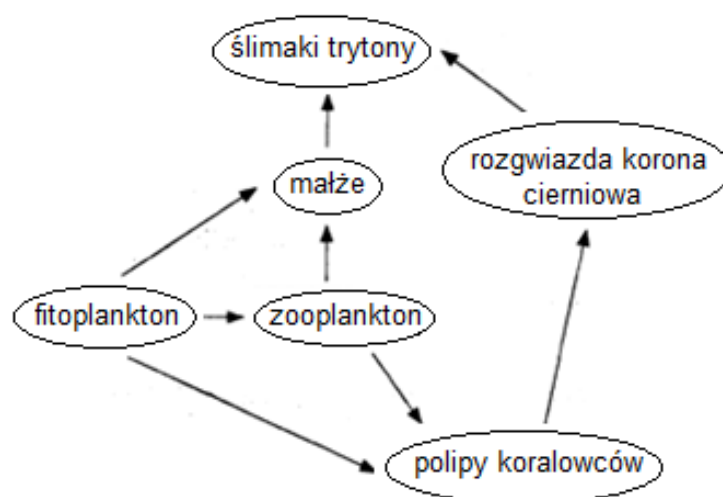 ślimaki trytony
rozgwiazda korona
cierniowa
małże
fitoplankton
zooplankton
polipy koralowców